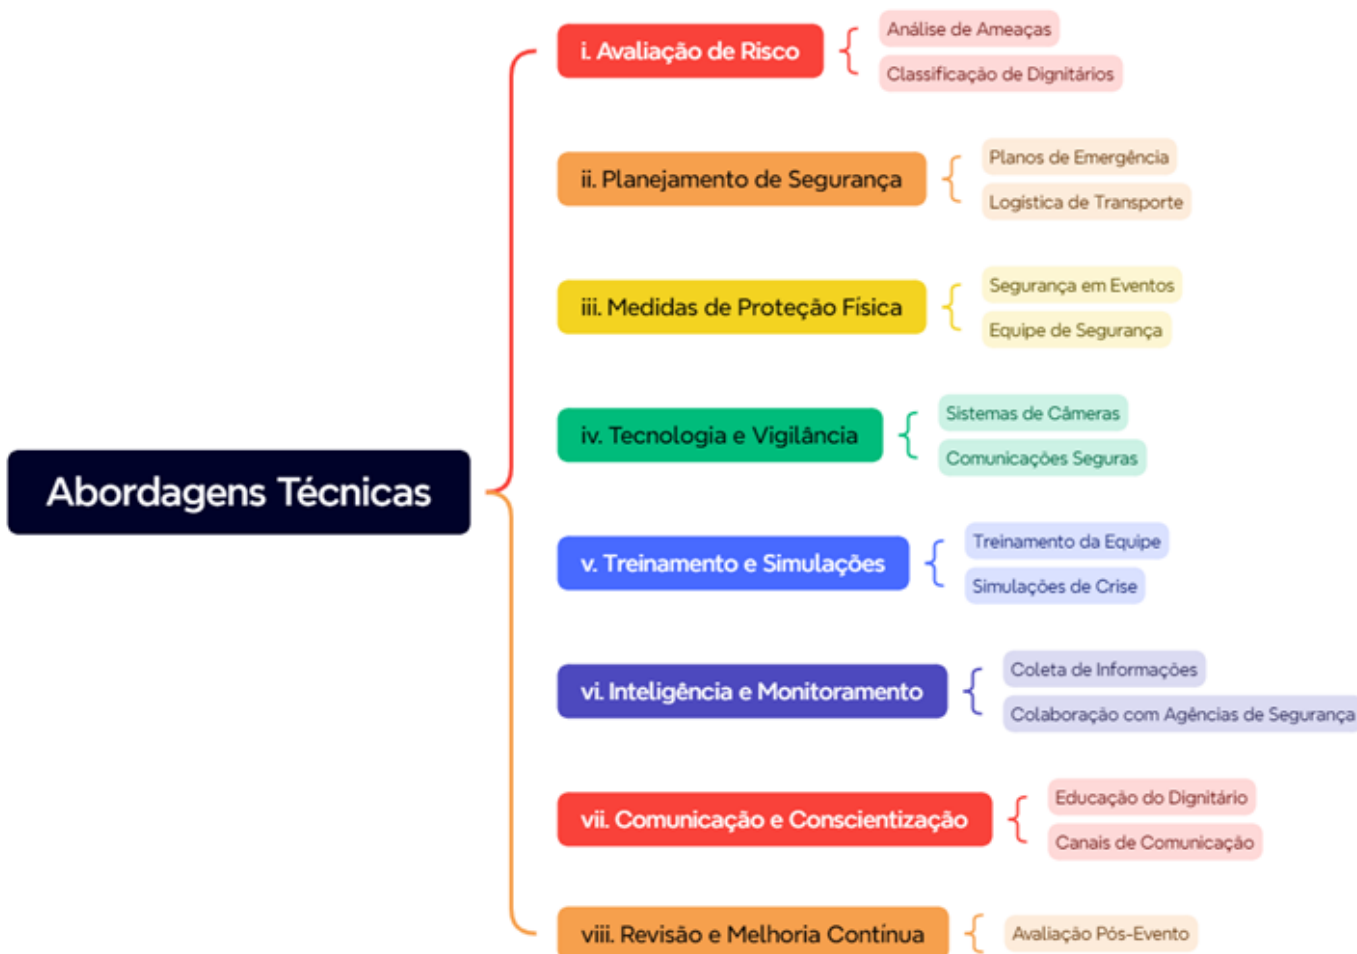 Abordagens Técnicas
i. Avaliação de Risco
Análise de Ameaças
Classificação de Dignitários
ii. Planejamento de Segurança
Planos de Emergência
Logística de Transporte
iii. Medidas de Proteção Física
Segurança em Eventos
Equipe de Segurança
iv. Tecnologia e Vigilância
Sistemas de Câmeras
Comunicações Seguras
v. Treinamento e Simulações
Treinamento da Equipe
Simulações de Crise
vi. Inteligência e Monitoramento
Coleta de Informações
Colaboração com Agências de Segurança
vii. Comunicação e Conscientização
Educação do Dignitário
Canais de Comunicação
viii. Revisão e Melhoria Contínua
Avaliação Pós-Evento